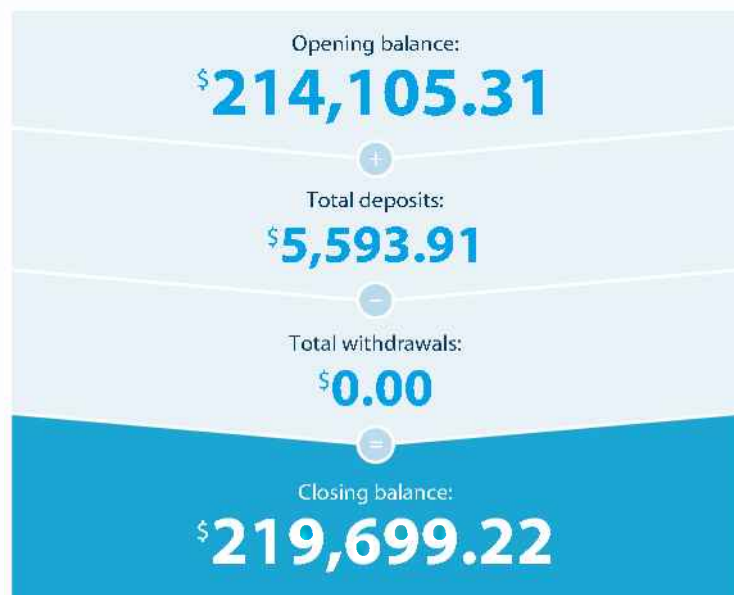 Opening balance:
$214,105.31
+
Total deposits:
$5,593.91
−
Total withdrawals:
$0.00
=
Closing balance:
$219,699.22